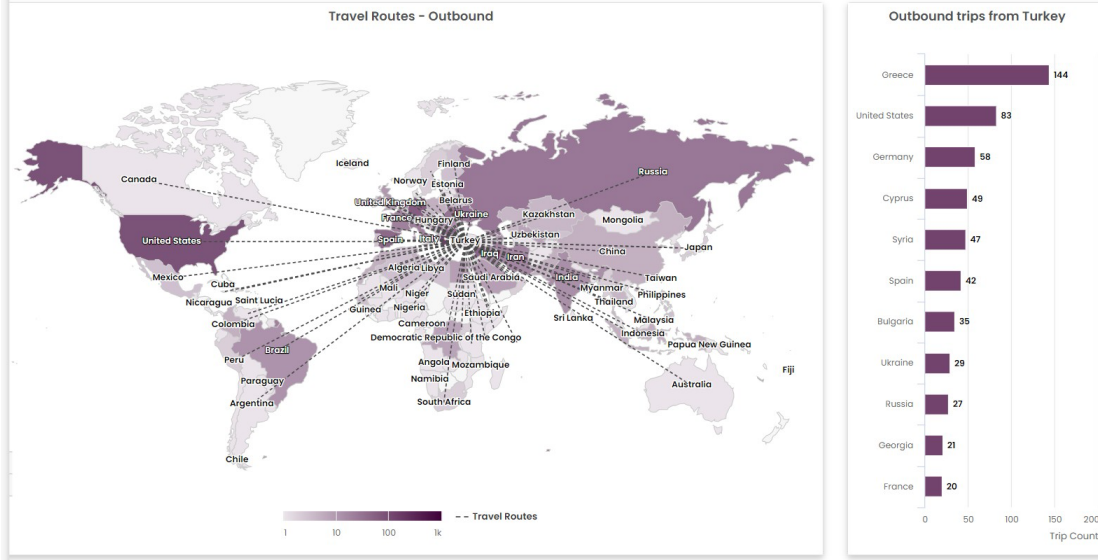 Travel Routes - Outbound
Iceland
Finland
Canada
Norway
Estonia
Russia
Belarus
United Kingdom
Ukraine
France
Hungary
Kazakhstan
Mongolia
United States
Spain
Italy
Turkey
Uzbekistan
Japan
Iraq
Iran
China
Algeria
Libya
Mexico
Cuba
Saudi Arabia
India
Taiwan
Mali
Niger
Sudan
Myanmar
Philippines
Nicaragua
Saint Lucia
Guinea
Nigeria
Ethiopia
Thailand
Colombia
Cameroon
Sri Lanka
Malaysia
Democratic Republic of the Congo
Indonesia
Papua New Guinea
Peru
Brazil
Angola
Mozambique
Fiji
Paraguay
Namibia
Australia
Argentina
South Africa
Chile
1
10
100
1k
Travel Routes
Outbound trips from Turkey
Greece 144
United States 83
Germany 58
Cyprus 49
Syria 47
Spain 42
Bulgaria 35
Ukraine 29
Russia 27
Georgia 21
France 20
0 50 100 150 200
Trip Count